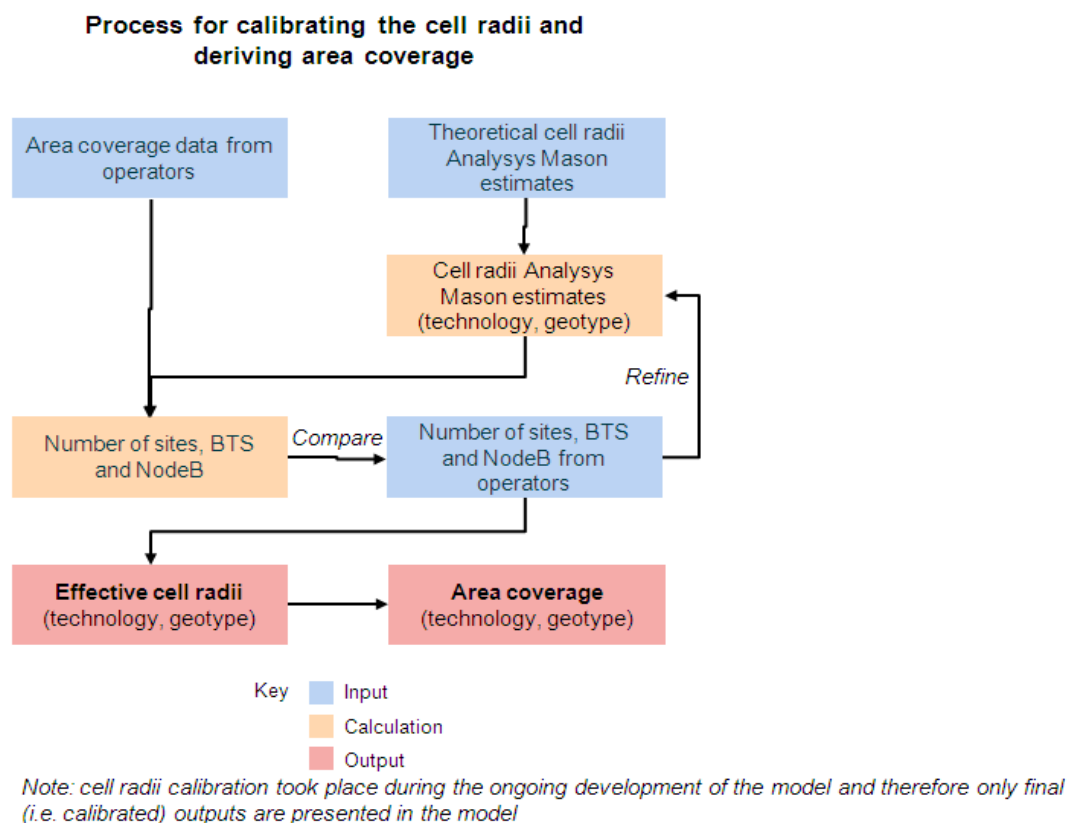 Process for calibrating the cell radii and
deriving area coverage
Area coverage data from
operators
Theoretical cell radii
Analysys Mason
estimates
Cell radii Analysys
Mason estimates
(technology, geotype)
Refine
Number of sites, BTS
and NodeB
Compare
Number of sites, BTS
and NodeB from
operators
Effective cell radii
(technology, geotype)
Area coverage
(technology, geotype)
Key
Input
Calculation
Output
Note: cell radii calibration took place during the ongoing development of the model and therefore only final
(i.e. calibrated) outputs are presented in the model